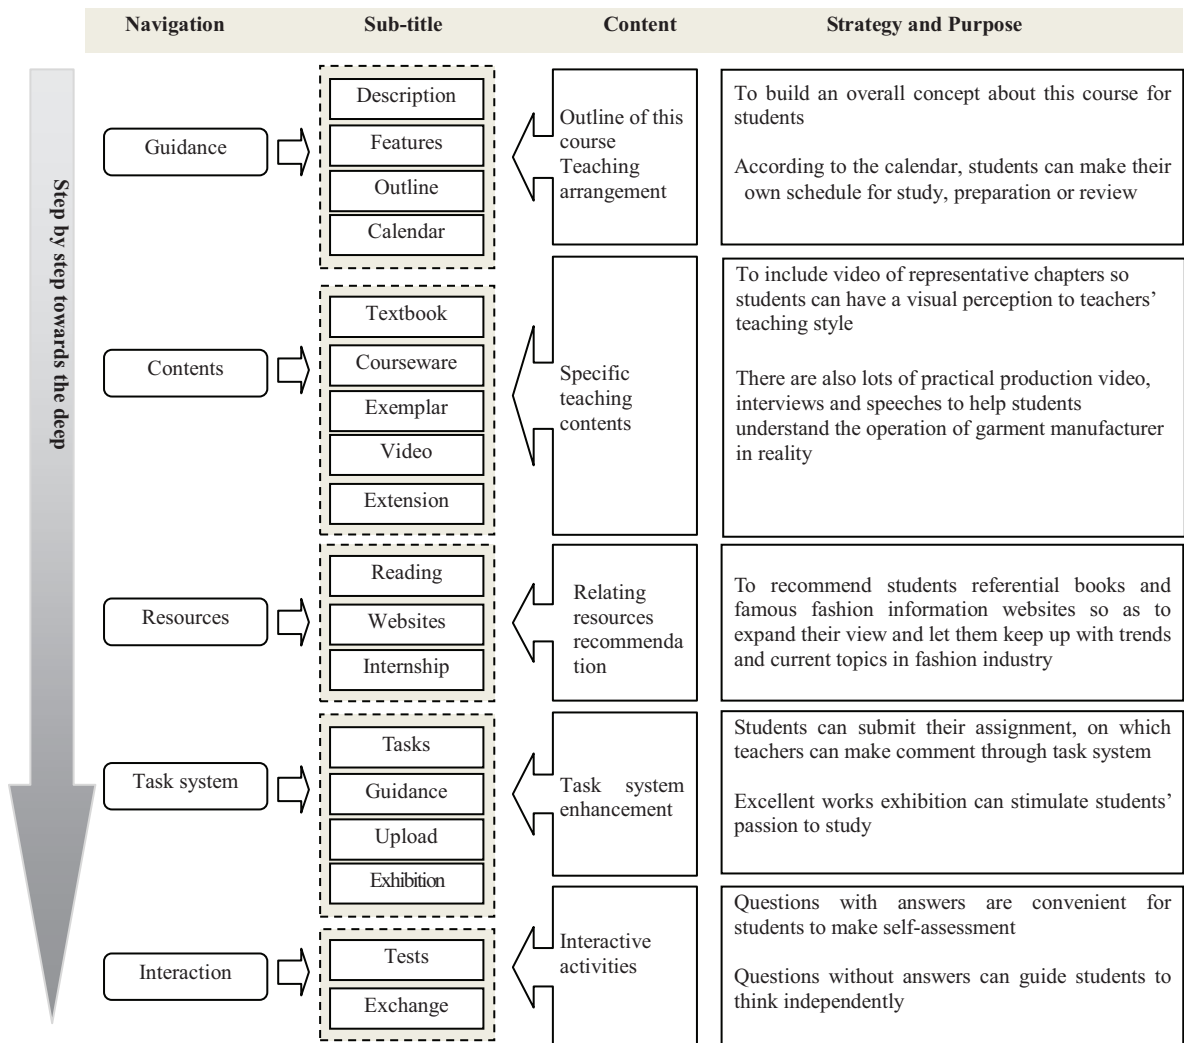 Navigation Sub-title Content Strategy and Purpose
Step by step towards the deep
Guidance
Description
Features
Outline
Calendar
Outline of this
course
Teaching
arrangement
To build an overall concept about this course for
students
According to the calendar, students can make their
own schedule for study, preparation or review
Contents
Textbook
Courseware
Exemplar
Video
Extension
Specific
teaching
contents
To include video of representative chapters so
students can have a visual perception to teachers’
teaching style
There are also lots of practical production video,
interviews and speeches to help students
understand the operation of garment manufacturer
in reality
Resources
Reading
Websites
Internship
Relating
resources
recommenda
tion
To recommend students referential books and
famous fashion information websites so as to
expand their view and let them keep up with trends
and current topics in fashion industry
Task system
Tasks
Guidance
Upload
Exhibition
Task system
enhancement
Students can submit their assignment, on which
teachers can make comment through task system
Excellent works exhibition can stimulate students’
passion to study
Interaction
Tests
Exchange
Interactive
activities
Questions with answers are convenient for
students to make self-assessment
Questions without answers can guide students to
think independently